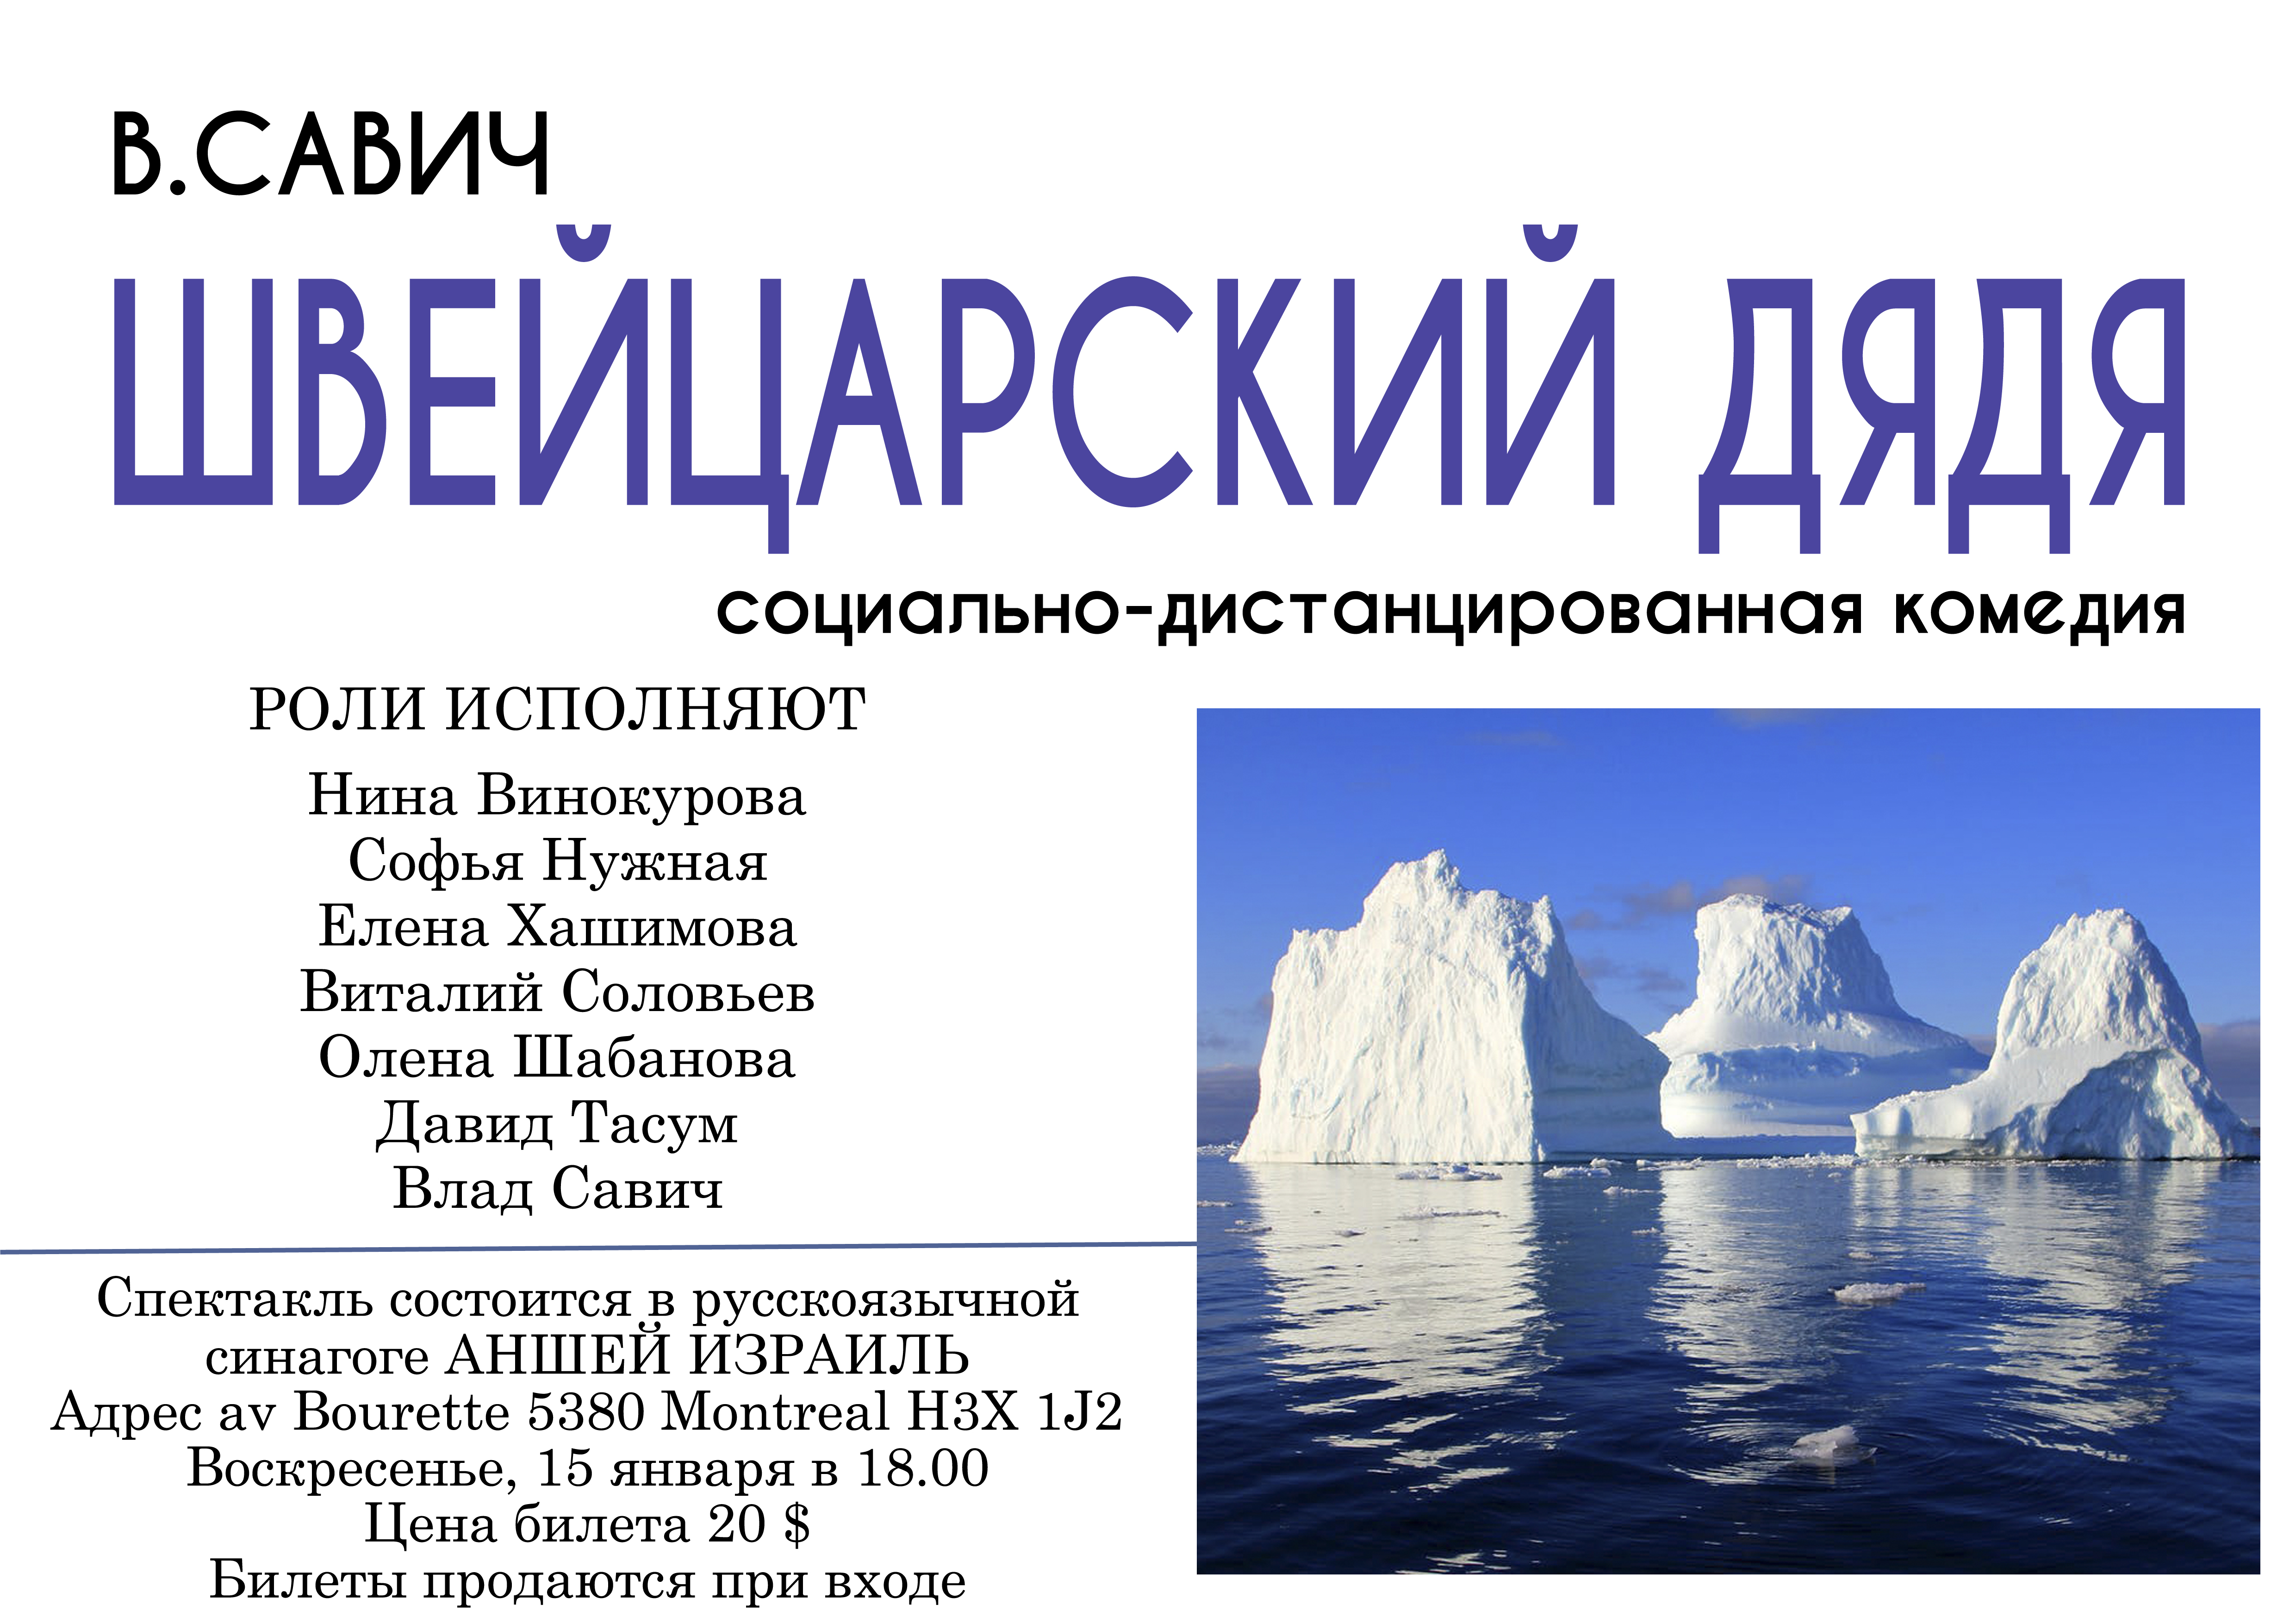 В.САВИЧ
ШВЕЙЦАРСКИЙ ДЯДЯ
социально-дистанцированная комедия
РОЛИ ИСПОЛНЯЮТ
Нина Винокурова
Софья Нужная
Елена Хашимова
Виталий Соловьев
Олена Шабанова
Давид Тасум
Влад Савич
Спектакль состоится в русскоязычной
синагоге АНШЕЙ ИЗРАИЛЬ
Адрес av Bourette 5380 Montreal H3X 1J2
Воскресенье, 15 января в 18.00
Цена билета 20 $
Билеты продаются при входе